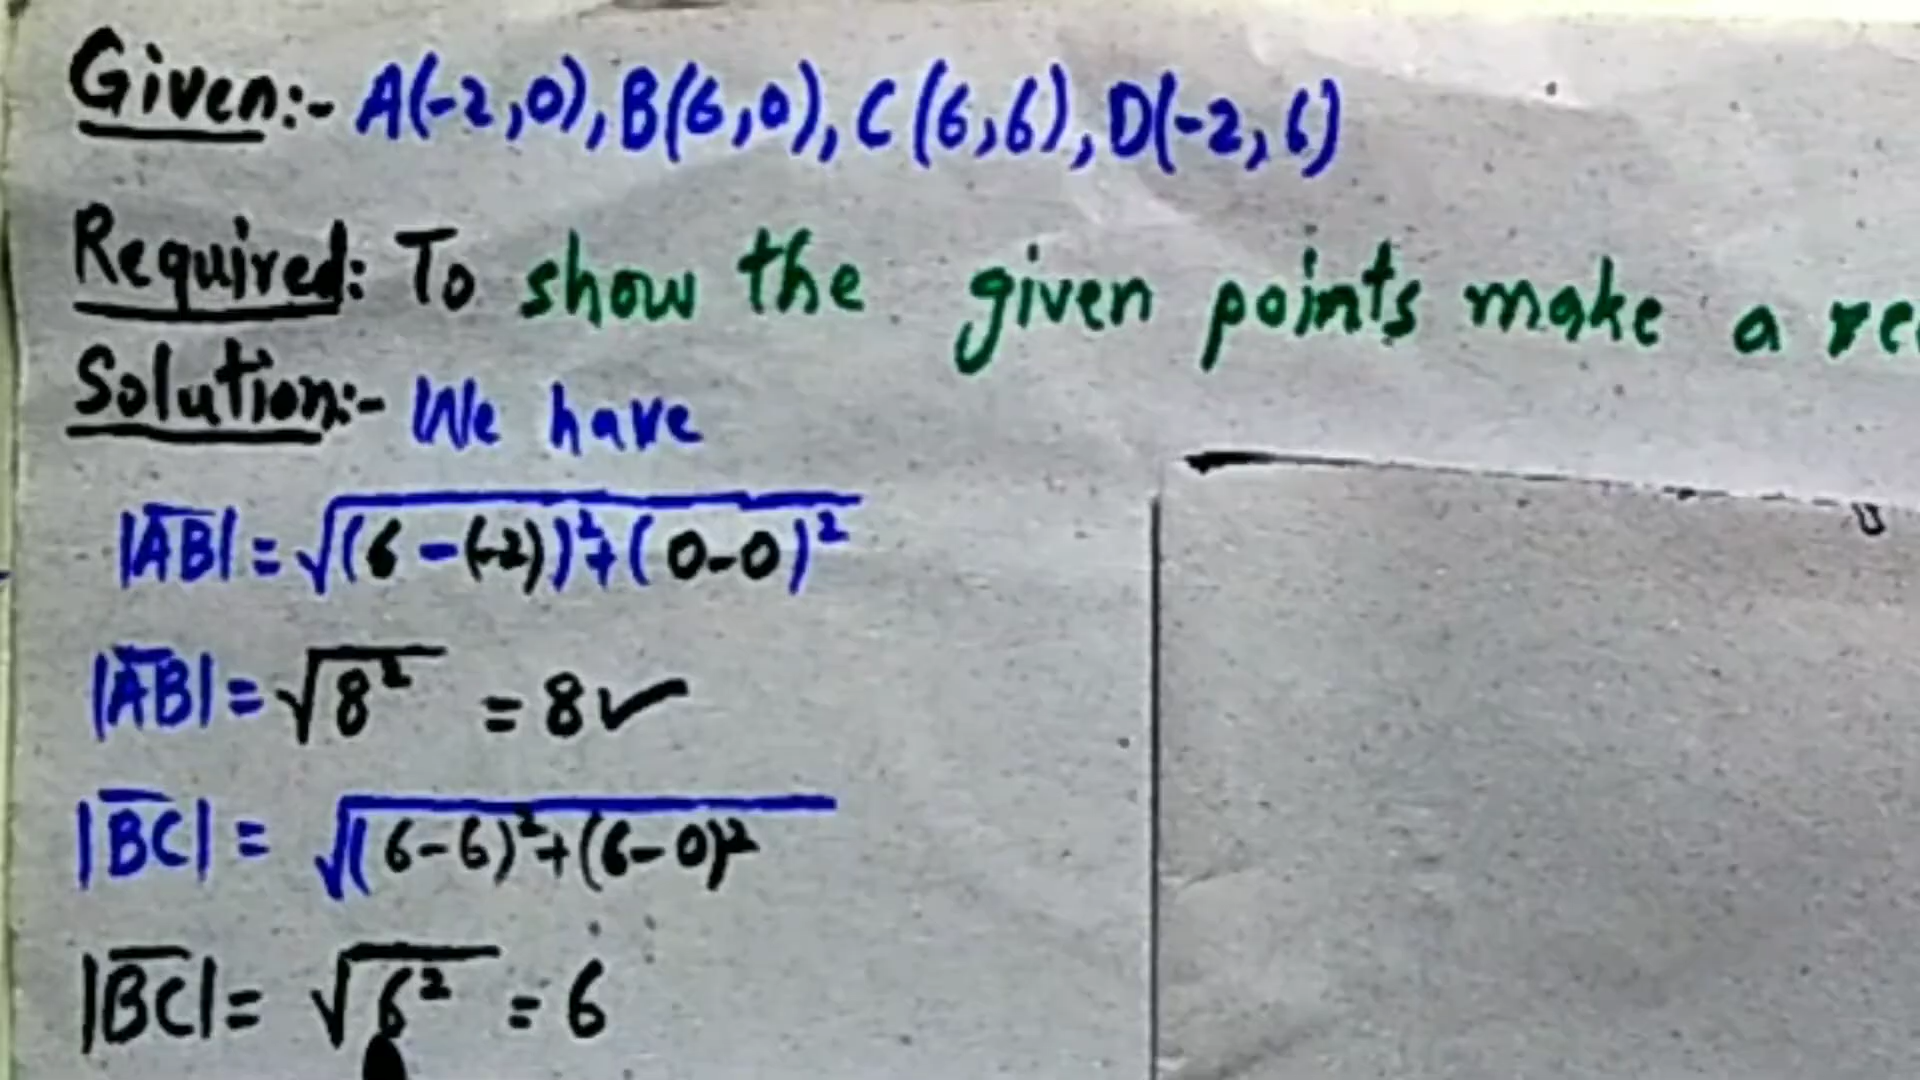 Given:- A(-2,0), B(6,0), C(6,6), D(-2,6)
Required: To show the given points make a
Solution:- We have
|AB| = √(6-(-2))²+(0-0)²
|AB| = √8² = 8✓
|BC| = √(6-6)²+(6-0)²
|BC| = √6² = 6